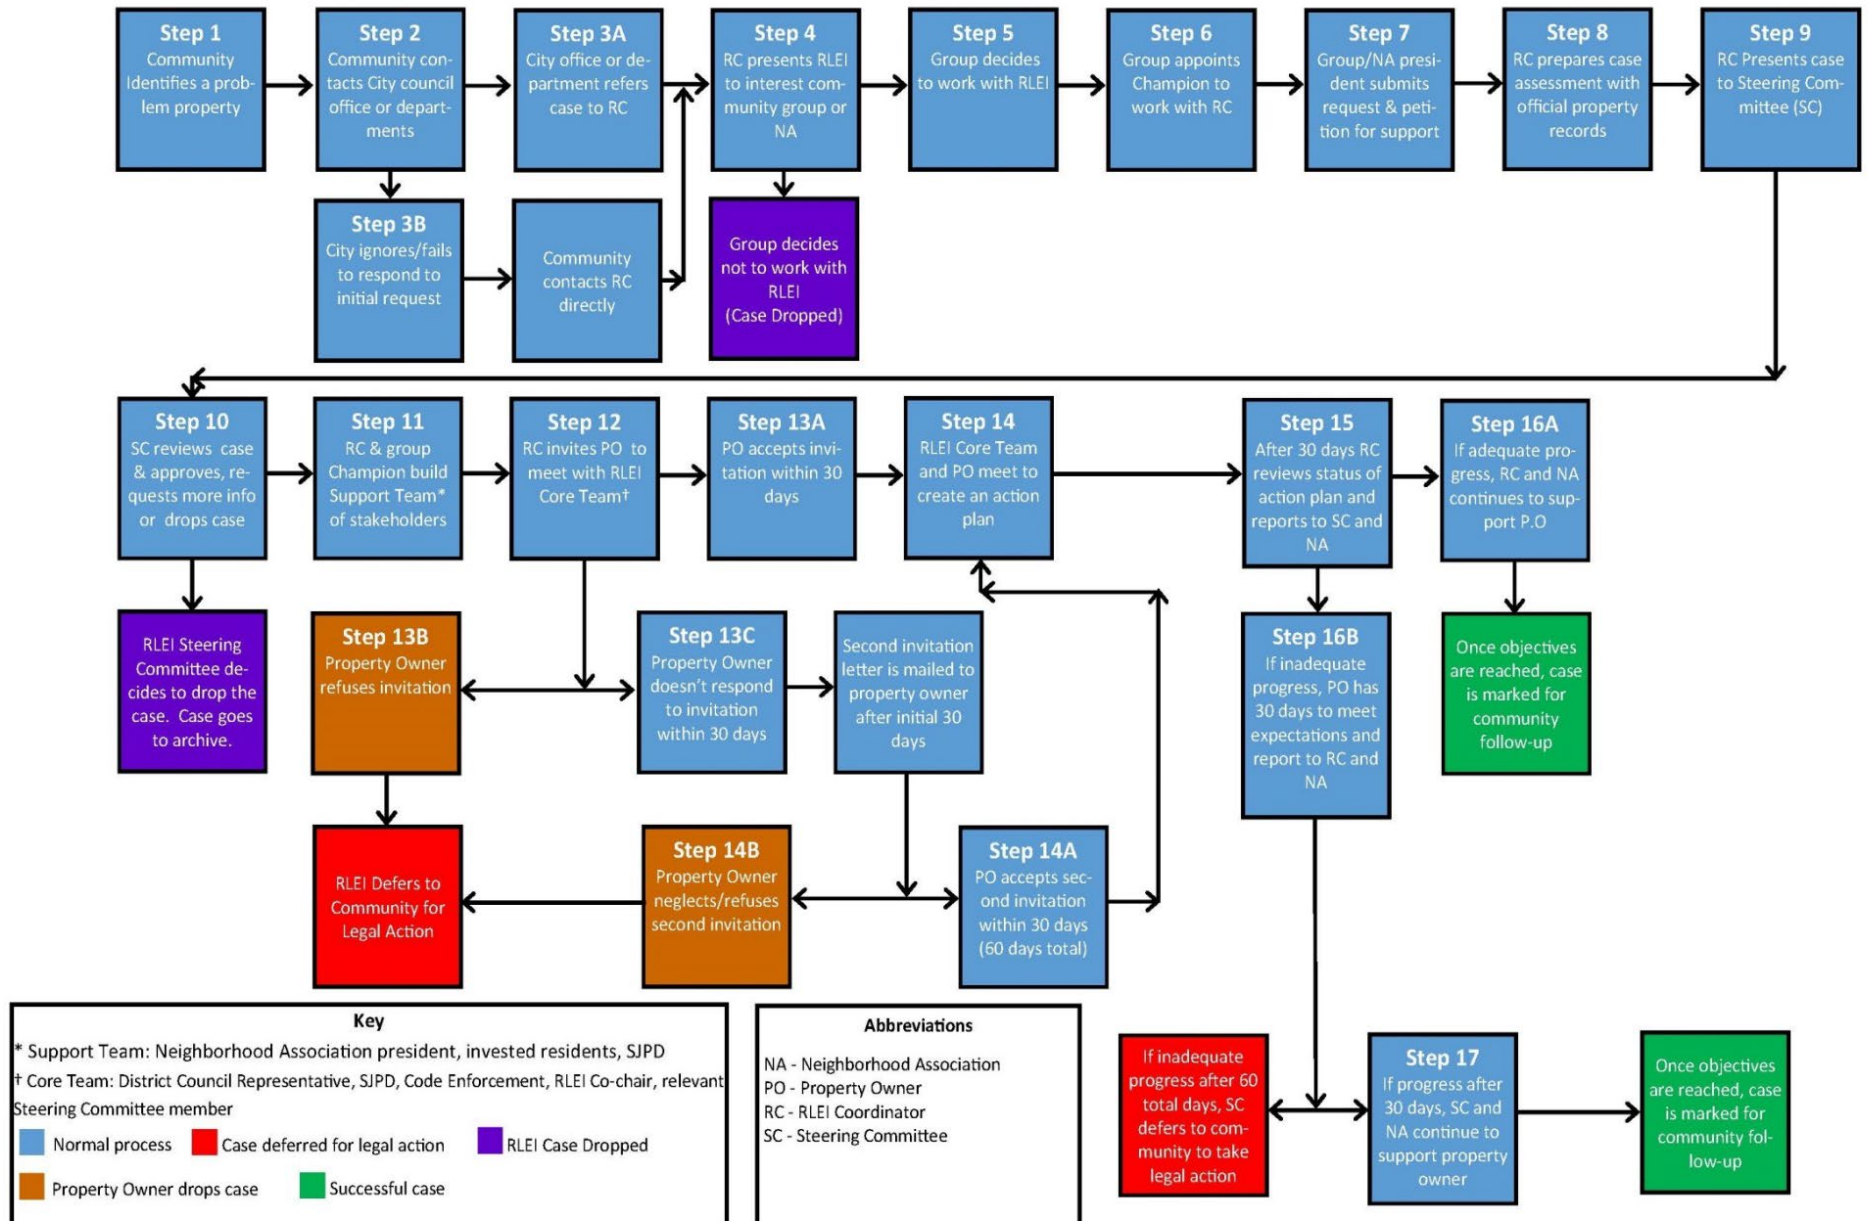 Step 1
Community
Identifies a prob-
lem property
Step 2
Community con-
tacts City council
office or depart-
ments
Step 3A
City office or de-
partment refers
case to RC
Step 4
RC presents RLEI
to interest com-
munity group or
NA
Step 5
Group decides
to work with RLEI
Step 6
Group appoints
Champion to
work with RC
Step 7
Group/NA presi-
dent submits
request & peti-
tion for support
Step 8
RC prepares case
assessment with
official property
records
Step 9
RC Presents case
to Steering Com-
mittee (SC)
Step 3B
City ignores/fails
to respond to
initial request
Community
contacts RC
directly
Group decides
not to work with
RLEI
(Case Dropped)
Step 10
SC reviews case
& approves, re-
quests more info
or drops case
Step 11
RC & group
Champion build
Support Team*
of stakeholders
Step 12
RC invites PO to
meet with RLEI
Core Team†
Step 13A
PO accepts invi-
tation within 30
days
Step 14
RLEI Core Team
and PO meet to
create an action
plan
Step 15
After 30 days RC
reviews status of
action plan and
reports to SC and
NA
Step 16A
If adequate pro-
gress, RC and NA
continues to sup-
port P.O
RLEI Steering
Committee de-
cides to drop the
case. Case goes
to archive.
Step 13B
Property Owner
refuses invitation
Step 13C
Property Owner
doesn't respond
to invitation
within 30 days
Second invitation
letter is mailed to
property owner
after initial 30
days
Step 16B
If inadequate
progress, PO has
30 days to meet
expectations and
report to RC and
NA
Once objectives
are reached, case
is marked for
community
follow-up
RLEI Defers to
Community for
Legal Action
Step 14B
Property Owner
neglects/refuses
second invitation
Step 14A
PO accepts sec-
ond invitation
within 30 days
(60 days total)
If inadequate
progress after 60
total days, SC
defers to com-
munity to take
legal action
Step 17
If progress after
30 days, SC and
NA continue to
support property
owner
Once objectives
are reached, case
is marked for
community fol-
low-up
Key
* Support Team: Neighborhood Association president, invested residents, SJPD
† Core Team: District Council Representative, SJPD, Code Enforcement, RLEI Co-chair, relevant
Steering Committee member
Normal process
Case deferred for legal action
RLEI Case Dropped
Property Owner drops case
Successful case
Abbreviations
NA - Neighborhood Association
PO - Property Owner
RC - RLEI Coordinator
SC - Steering Committee